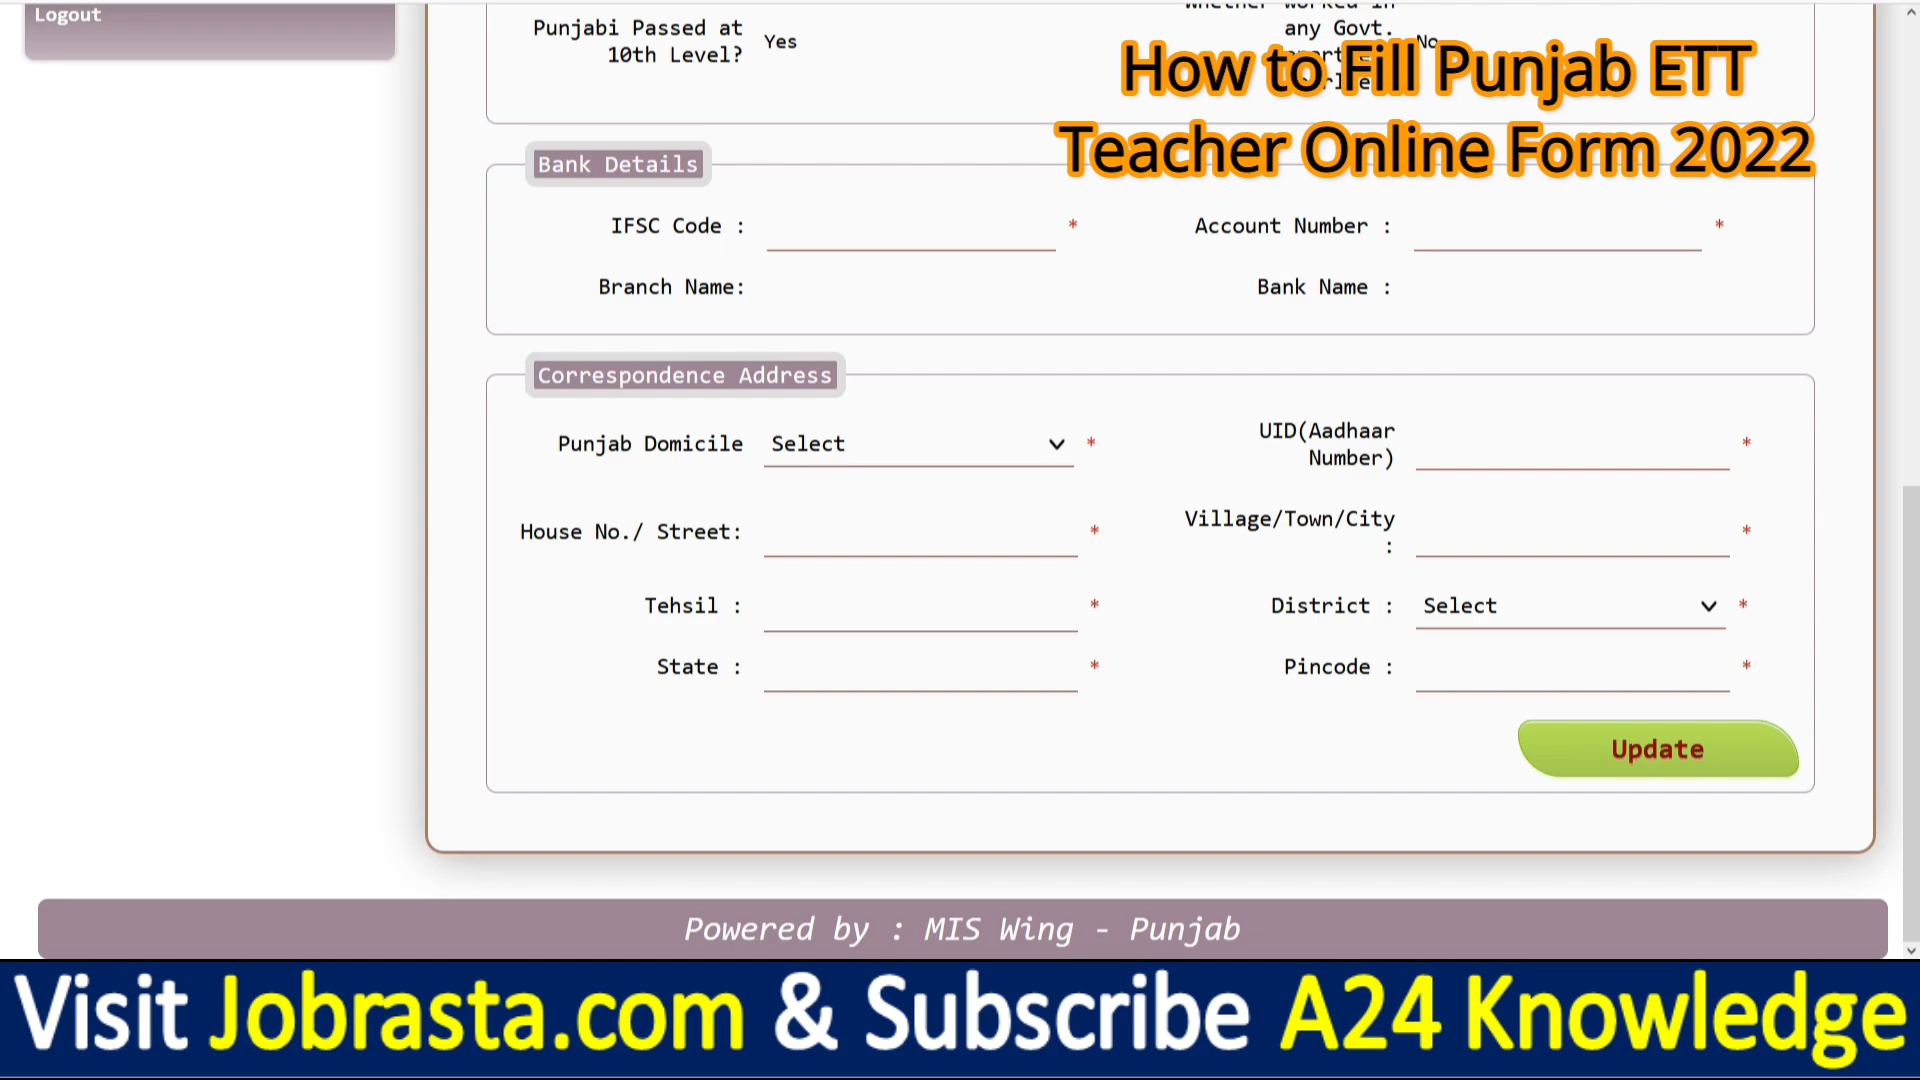 Logout
Punjabi Passed at
10th Level?
Yes
any Govt.
No
How to Fill Punjab ETT
Teacher Online Form 2022
Bank Details
IFSC Code :
*
Account Number :
*
Branch Name:
Bank Name :
Correspondence Address
Punjab Domicile
Select
*
UID(Aadhaar
Number)
*
House No./ Street:
*
Village/Town/City
:
*
Tehsil :
*
District :
Select
*
State :
*
Pincode :
*
Update
Powered by : MIS Wing - Punjab
Visit Jobrasta.com & Subscribe A24 Knowledge